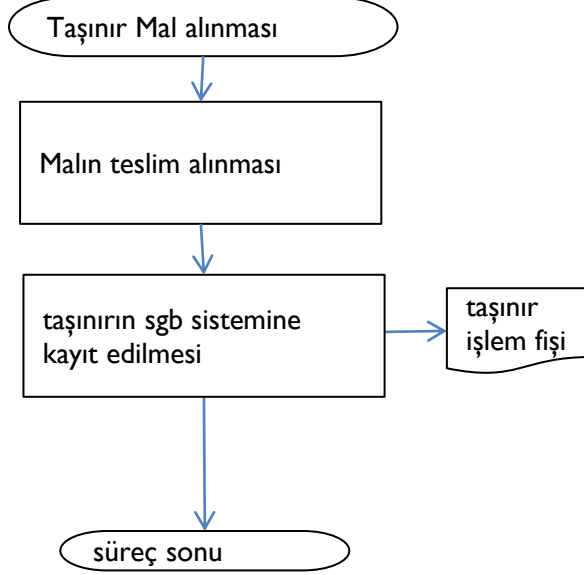 Taşınır Mal alınması
Malın teslim alınması
taşınırın sgb sistemine
kayıt edilmesi
taşınır
işlem fişi
süreç sonu